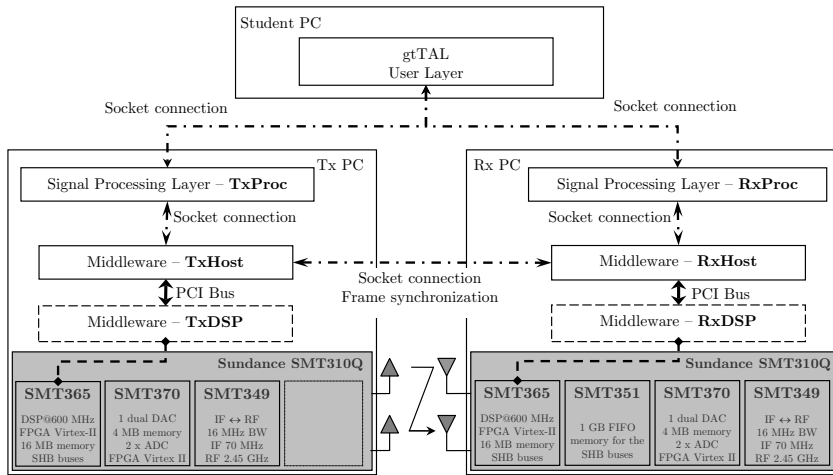 Student PC
gtTAL
User Layer
Socket connection
Socket connection
Tx PC
Signal Processing Layer – TxProc
Socket connection
Middleware – TxHost
PCI Bus
Middleware – TxDSP
Sundance SMT310Q
SMT365
DSP@600 MHz
FPGA Virtex-II
16 MB memory
SHB buses
SMT370
1 dual DAC
4 MB memory
2 x ADC
FPGA Virtex II
SMT349
IF ↔ RF
16 MHz BW
IF 70 MHz
RF 2.45 GHz
Socket connection
Frame synchronization
Rx PC
Signal Processing Layer – RxProc
Socket connection
Middleware – RxHost
PCI Bus
Middleware – RxDSP
Sundance SMT310Q
SMT365
DSP@600 MHz
FPGA Virtex-II
16 MB memory
SHB buses
SMT351
1 GB FIFO
memory for the
SHB buses
SMT370
1 dual DAC
4 MB memory
2 x ADC
FPGA Virtex II
SMT349
IF ↔ RF
16 MHz BW
IF 70 MHz
RF 2.45 GHz